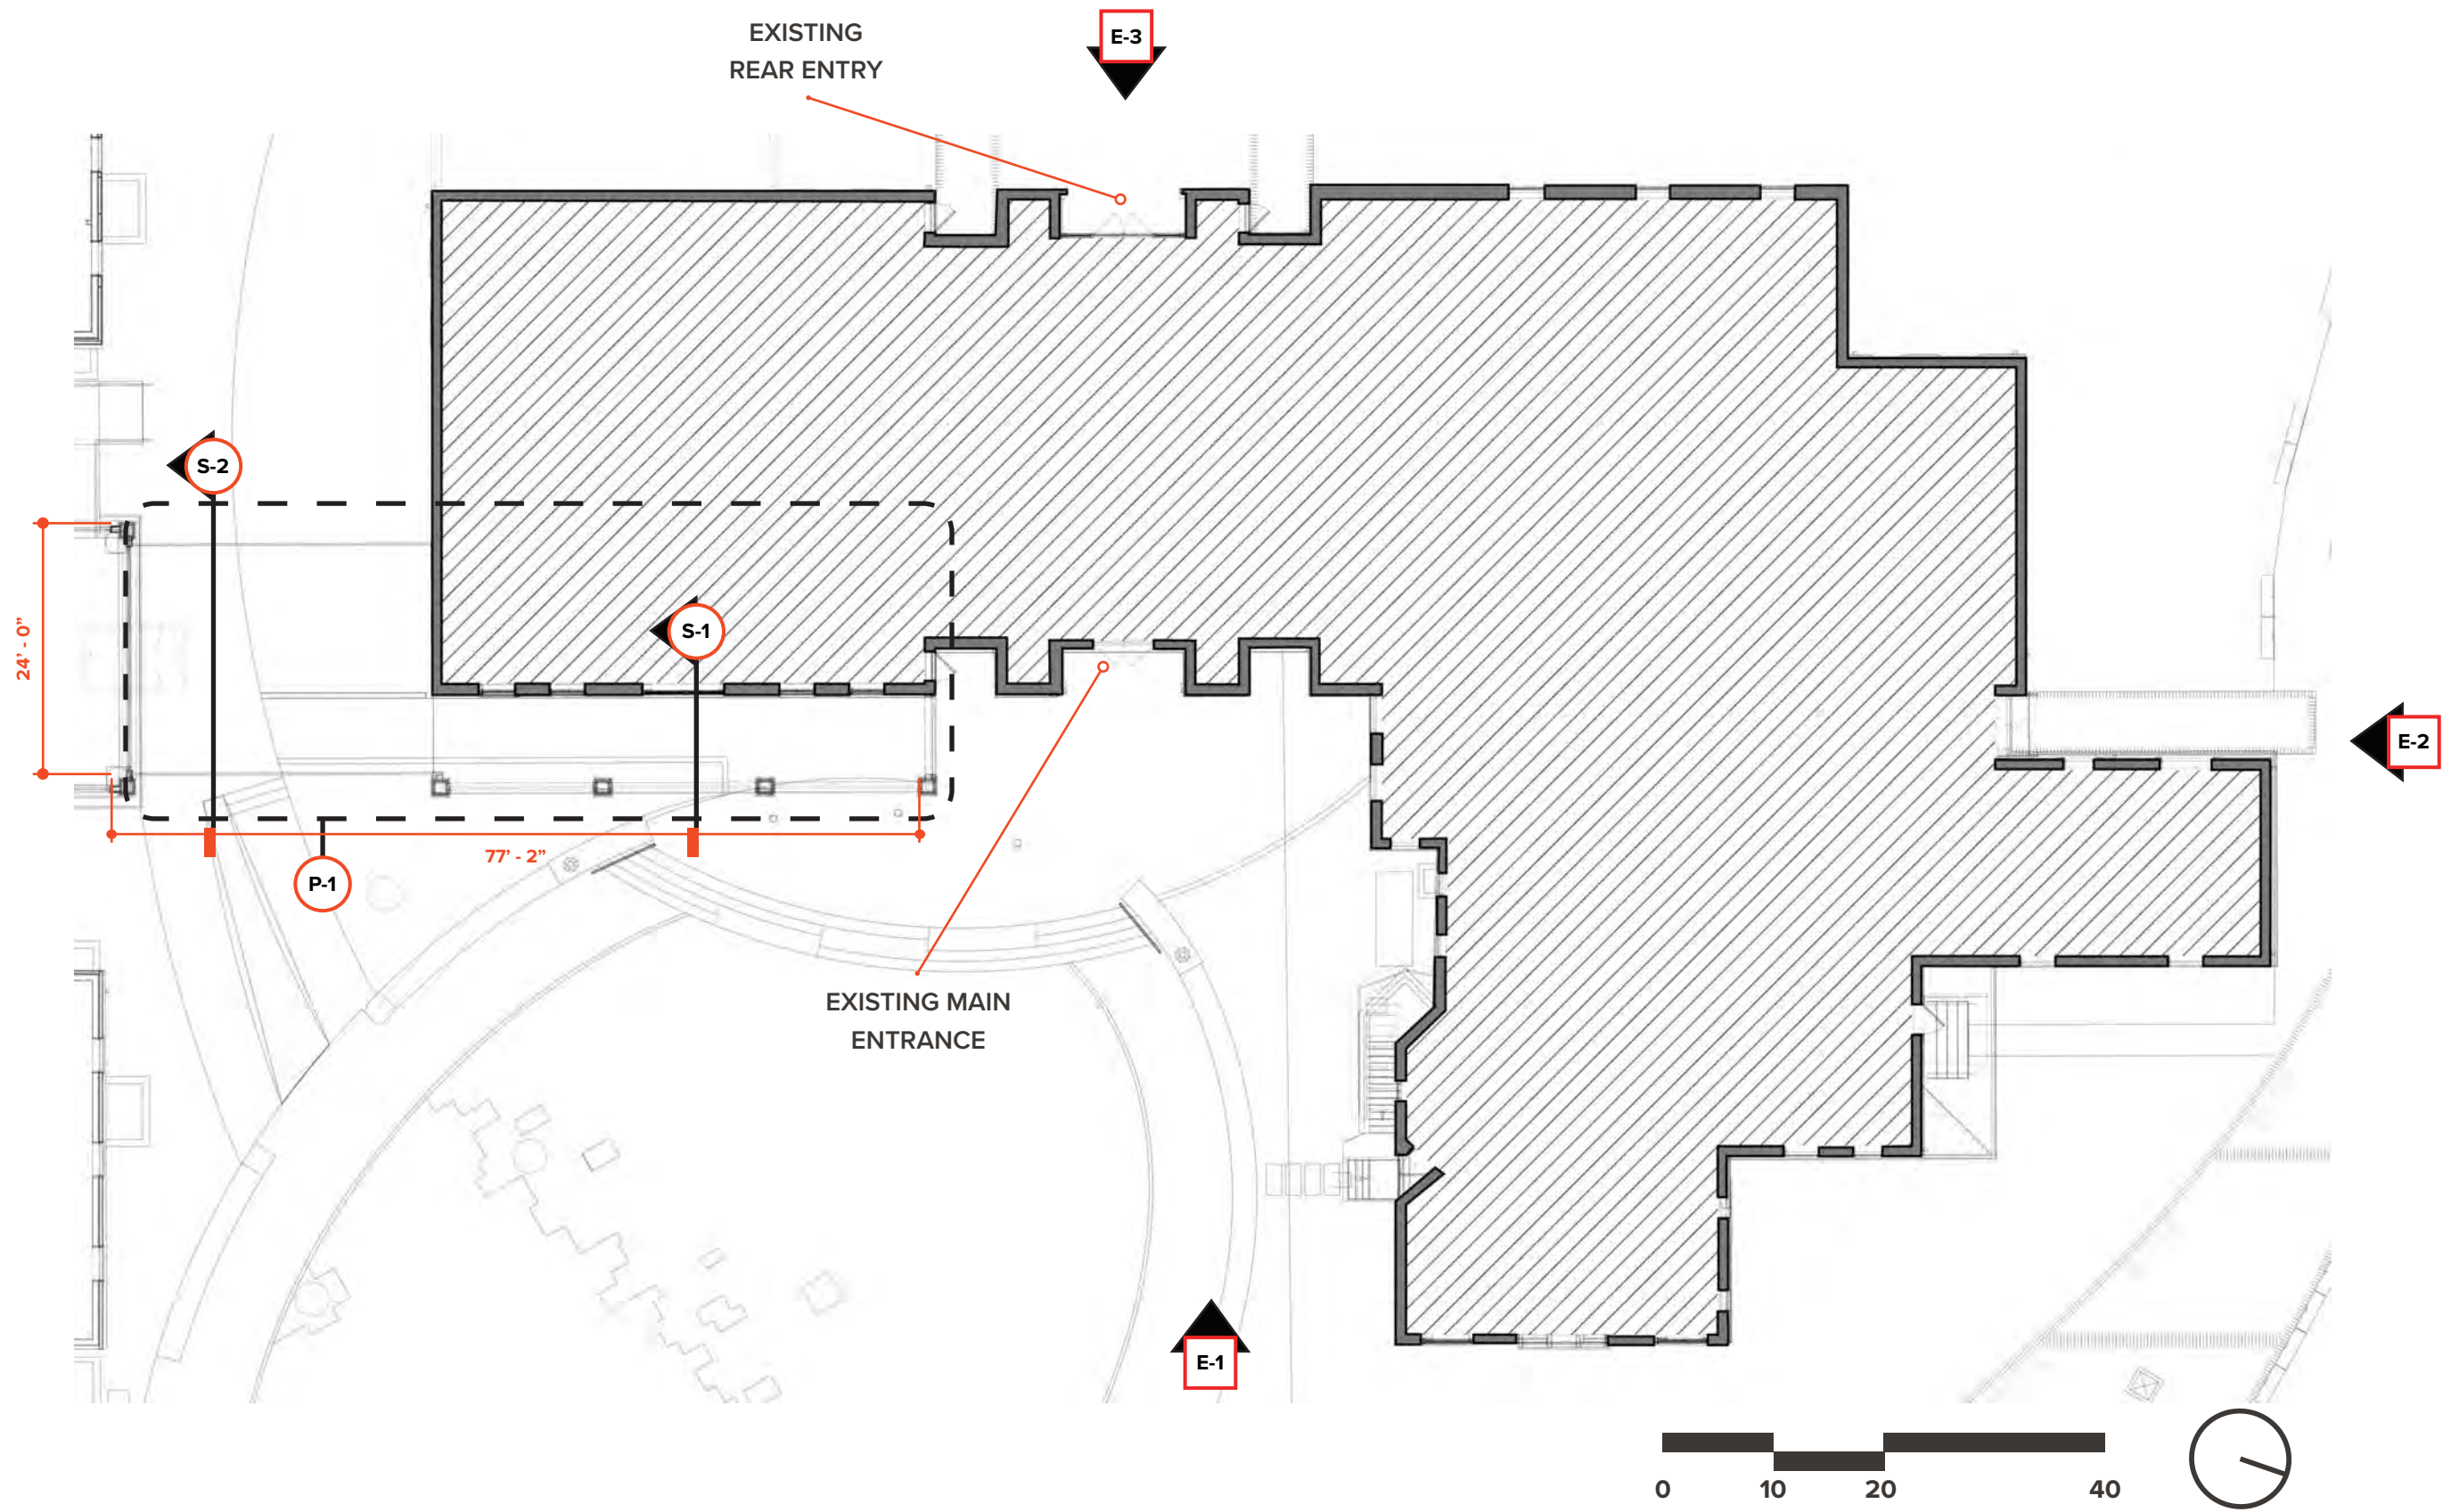 EXISTING
REAR ENTRY
E-3
S-2
S-1
24’ - 0”
E-2
77’ - 2”
P-1
EXISTING MAIN
ENTRANCE
E-1
0 10 20 40